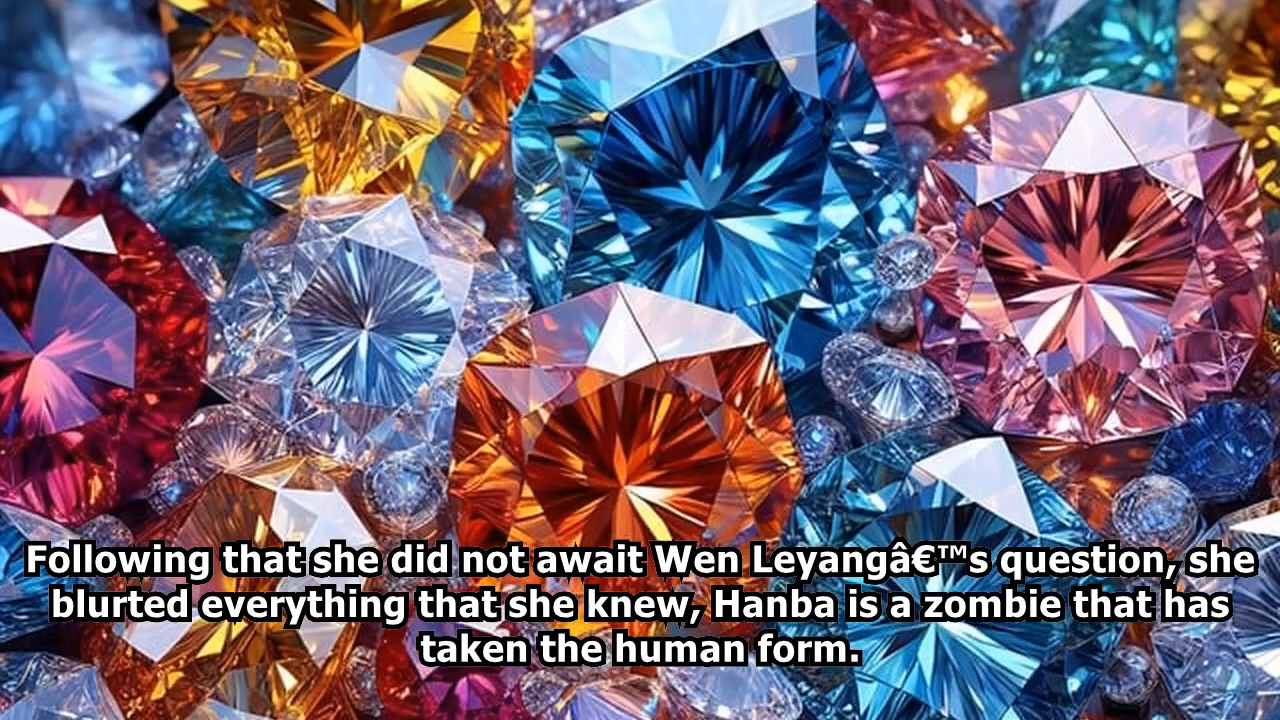 Following that she did not await Wen Leyangâ€™s question, she
blurted everything that she knew, Hanba is a zombie that has
taken the human form.